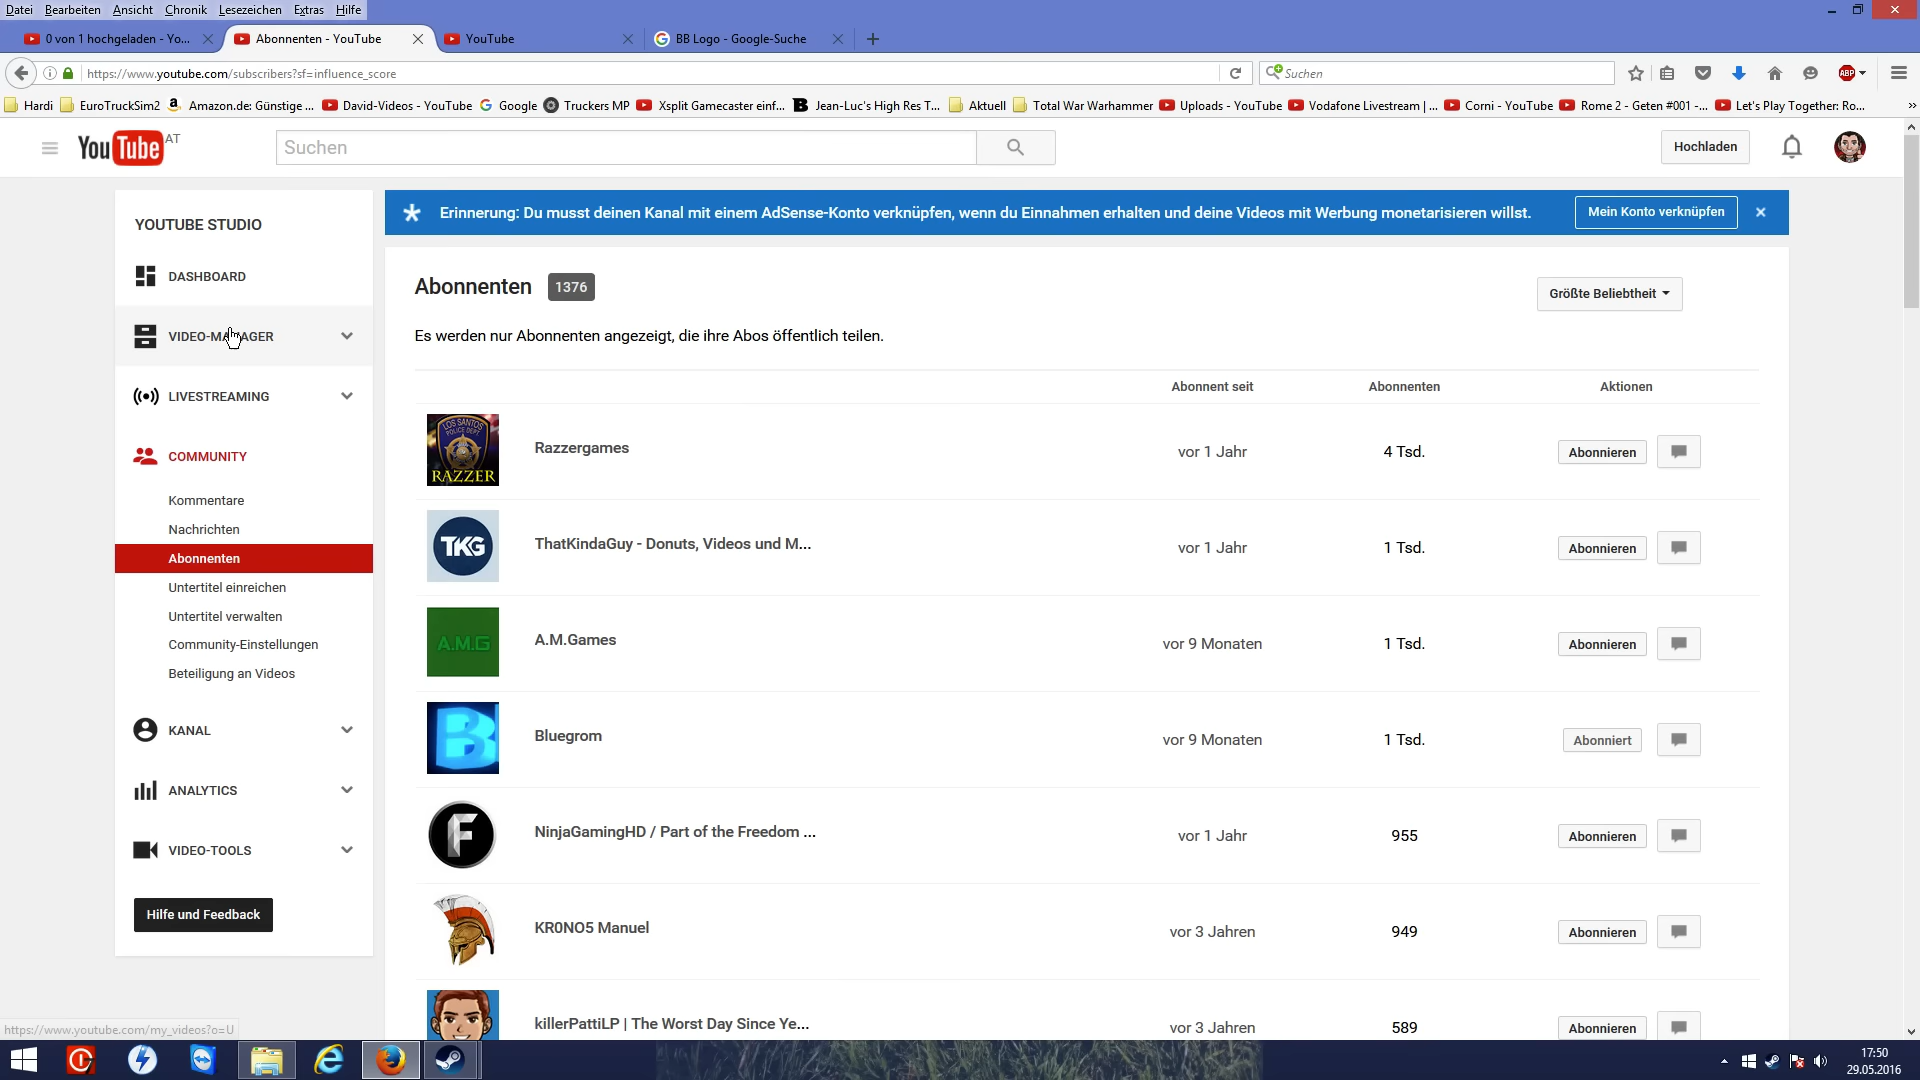 Datei Bearbeiten Ansicht Chronik Lesezeichen Extras Hilfe
0 von 1 hochgeladen - Yo... Abonnenten - YouTube YouTube BB Logo - Google-Suche
https://www.youtube.com/subscribers?sf=influence_score Suchen ABP
Hardi EuroTruckSim2 Amazon.de: Günstige ... David-Videos - YouTube Google Truckers MP Xsplit Gamecaster einf... Jean-Luc's High Res T... Aktuell Total War Warhammer Uploads - YouTube Vodafone Livestream | ... Corni - YouTube Rome 2 - Geten #001 -... Let's Play Together: Ro... »
YouTube AT Suchen Hochladen
YOUTUBE STUDIO
Erinnerung: Du musst deinen Kanal mit einem AdSense-Konto verknüpfen, wenn du Einnahmen erhalten und deine Videos mit Werbung monetarisieren willst. Mein Konto verknüpfen
DASHBOARD
VIDEO-MANAGER
LIVESTREAMING
COMMUNITY
Kommentare
Nachrichten
Abonnenten
Untertitel einreichen
Untertitel verwalten
Community-Einstellungen
Beteiligung an Videos
KANAL
ANALYTICS
VIDEO-TOOLS
Hilfe und Feedback
Abonnenten 1376 Größte Beliebtheit
Es werden nur Abonnenten angezeigt, die ihre Abos öffentlich teilen.
Abonnent seit Abonnenten Aktionen
LOS SANTOS POLICE DEPT RAZZER Razzergames vor 1 Jahr 4 Tsd. Abonnieren
TKG ThatKindaGuy - Donuts, Videos und M... vor 1 Jahr 1 Tsd. Abonnieren
A.M.G A.M.Games vor 9 Monaten 1 Tsd. Abonnieren
B Bluegrom vor 9 Monaten 1 Tsd. Abonniert
F NinjaGamingHD / Part of the Freedom ... vor 1 Jahr 955 Abonnieren
KR0NO5 Manuel vor 3 Jahren 949 Abonnieren
killerPattiLP | The Worst Day Since Ye... vor 3 Jahren 589 Abonnieren
https://www.youtube.com/my_videos?o=U
17:50
29.05.2016